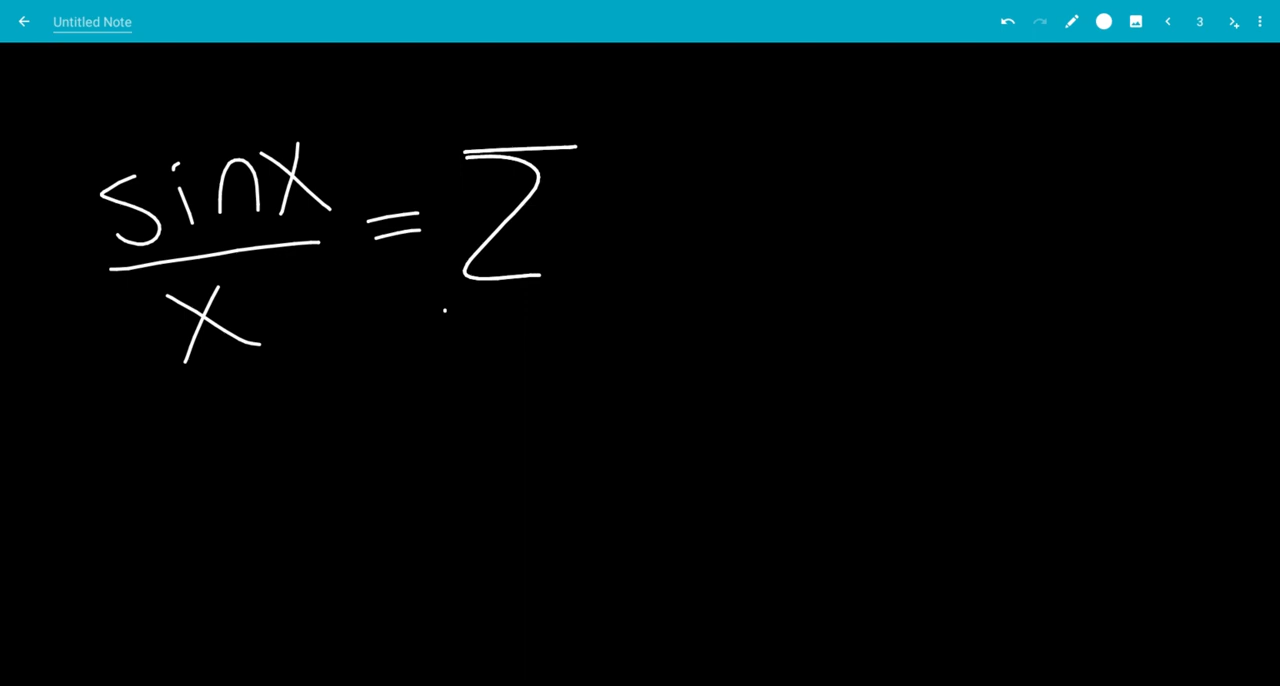 Untitled Note
3
sinx
= Σ
x